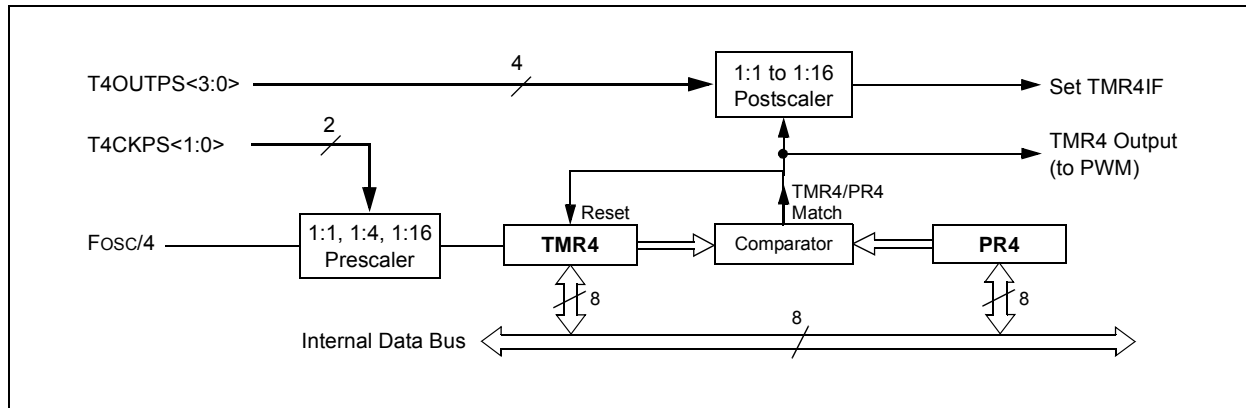 T4OUTPS<3:0>
4
1:1 to 1:16
Postscaler
Set TMR4IF
T4CKPS<1:0>
2
TMR4 Output
(to PWM)
TMR4/PR4
Match
Reset
FOSC/4
1:1, 1:4, 1:16
Prescaler
TMR4
Comparator
PR4
8
8
8
Internal Data Bus